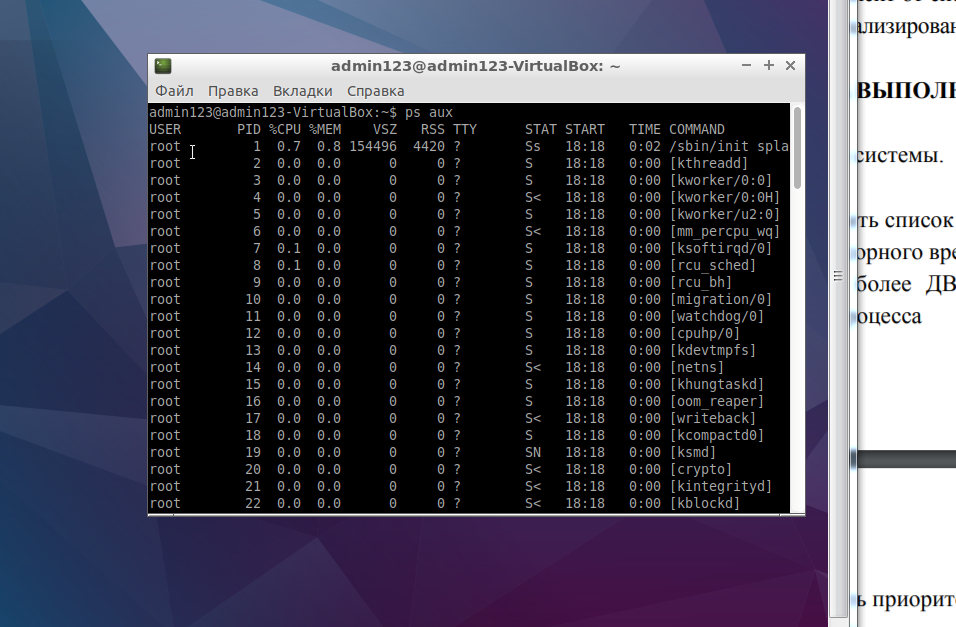 admin123@admin123-VirtualBox: ~
Файл Правка Вкладки Справка
admin123@admin123-VirtualBox:~$ ps aux
USER PID %CPU %MEM VSZ RSS TTY STAT START TIME COMMAND
root 1 0.7 0.8 154496 4420 ? Ss 18:18 0:02 /sbin/init spla
root 2 0.0 0.0 0 0 ? S 18:18 0:00 [kthreadd]
root 3 0.0 0.0 0 0 ? S 18:18 0:00 [kworker/0:0]
root 4 0.0 0.0 0 0 ? S< 18:18 0:00 [kworker/0:0H]
root 5 0.0 0.0 0 0 ? S 18:18 0:00 [kworker/u2:0]
root 6 0.0 0.0 0 0 ? S< 18:18 0:00 [mm_percpu_wq]
root 7 0.1 0.0 0 0 ? S 18:18 0:00 [ksoftirqd/0]
root 8 0.1 0.0 0 0 ? S 18:18 0:00 [rcu_sched]
root 9 0.0 0.0 0 0 ? S 18:18 0:00 [rcu_bh]
root 10 0.0 0.0 0 0 ? S 18:18 0:00 [migration/0]
root 11 0.0 0.0 0 0 ? S 18:18 0:00 [watchdog/0]
root 12 0.0 0.0 0 0 ? S 18:18 0:00 [cpuhp/0]
root 13 0.0 0.0 0 0 ? S 18:18 0:00 [kdevtmpfs]
root 14 0.0 0.0 0 0 ? S< 18:18 0:00 [netns]
root 15 0.0 0.0 0 0 ? S 18:18 0:00 [khungtaskd]
root 16 0.0 0.0 0 0 ? S 18:18 0:00 [oom_reaper]
root 17 0.0 0.0 0 0 ? S< 18:18 0:00 [writeback]
root 18 0.0 0.0 0 0 ? S 18:18 0:00 [kcompactd0]
root 19 0.0 0.0 0 0 ? SN 18:18 0:00 [ksmd]
root 20 0.0 0.0 0 0 ? S< 18:18 0:00 [crypto]
root 21 0.0 0.0 0 0 ? S< 18:18 0:00 [kintegrityd]
root 22 0.0 0.0 0 0 ? S< 18:18 0:00 [kblockd]
ализирован
ВЫПОЛ
системы.
ть список
орного вре
более ДВ
оцесса
ь приорит